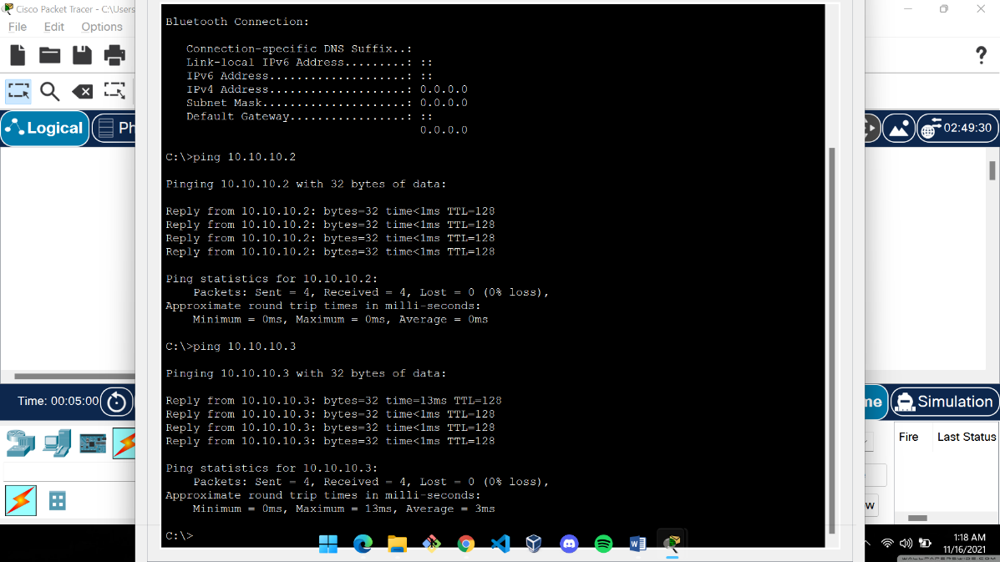 Cisco Packet Tracer - C:\Users
File Edit Options
Logical
Ph
02:49:30
Bluetooth Connection:
Connection-specific DNS Suffix..:
Link-local IPv6 Address.........: ::
IPv6 Address....................: ::
IPv4 Address....................: 0.0.0.0
Subnet Mask.....................: 0.0.0.0
Default Gateway.................: ::
0.0.0.0
C:\>ping 10.10.10.2
Pinging 10.10.10.2 with 32 bytes of data:
Reply from 10.10.10.2: bytes=32 time<1ms TTL=128
Reply from 10.10.10.2: bytes=32 time<1ms TTL=128
Reply from 10.10.10.2: bytes=32 time<1ms TTL=128
Reply from 10.10.10.2: bytes=32 time<1ms TTL=128
Ping statistics for 10.10.10.2:
Packets: Sent = 4, Received = 4, Lost = 0 (0% loss),
Approximate round trip times in milli-seconds:
Minimum = 0ms, Maximum = 0ms, Average = 0ms
C:\>ping 10.10.10.3
Pinging 10.10.10.3 with 32 bytes of data:
Reply from 10.10.10.3: bytes=32 time=13ms TTL=128
Reply from 10.10.10.3: bytes=32 time<1ms TTL=128
Reply from 10.10.10.3: bytes=32 time<1ms TTL=128
Reply from 10.10.10.3: bytes=32 time<1ms TTL=128
Ping statistics for 10.10.10.3:
Packets: Sent = 4, Received = 4, Lost = 0 (0% loss),
Approximate round trip times in milli-seconds:
Minimum = 0ms, Maximum = 13ms, Average = 3ms
C:\>
Time: 00:05:00
me
Simulation
Fire Last Status
w
1:18 AM
11/16/2021